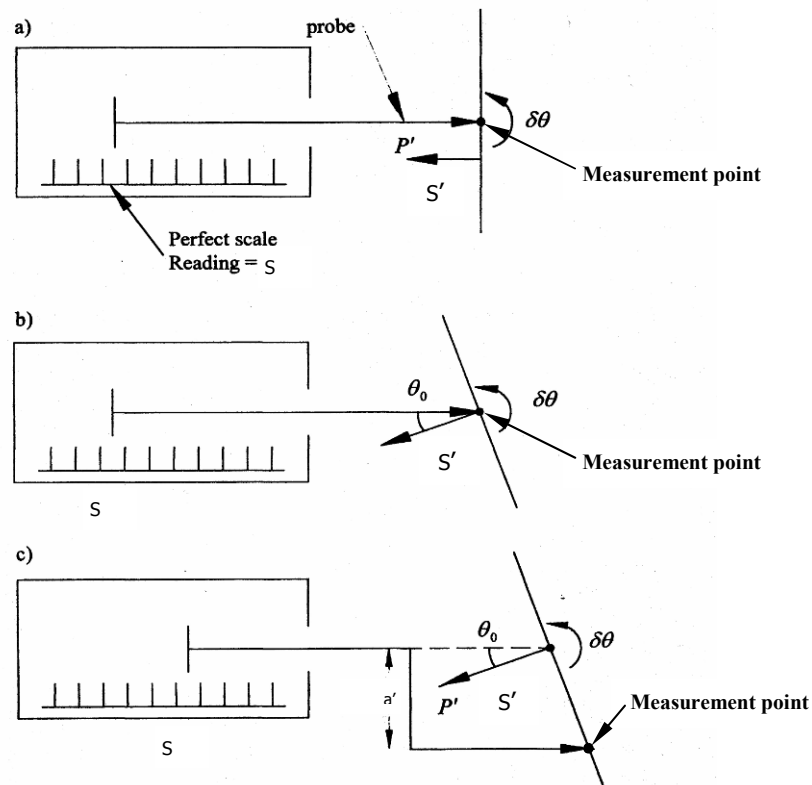 a)
probe
δθ
P'
S'
Measurement point
Perfect scale
Reading = S
b)
θ₀
δθ
S'
Measurement point
S
c)
θ₀
δθ
a'
P'
S'
Measurement point
S